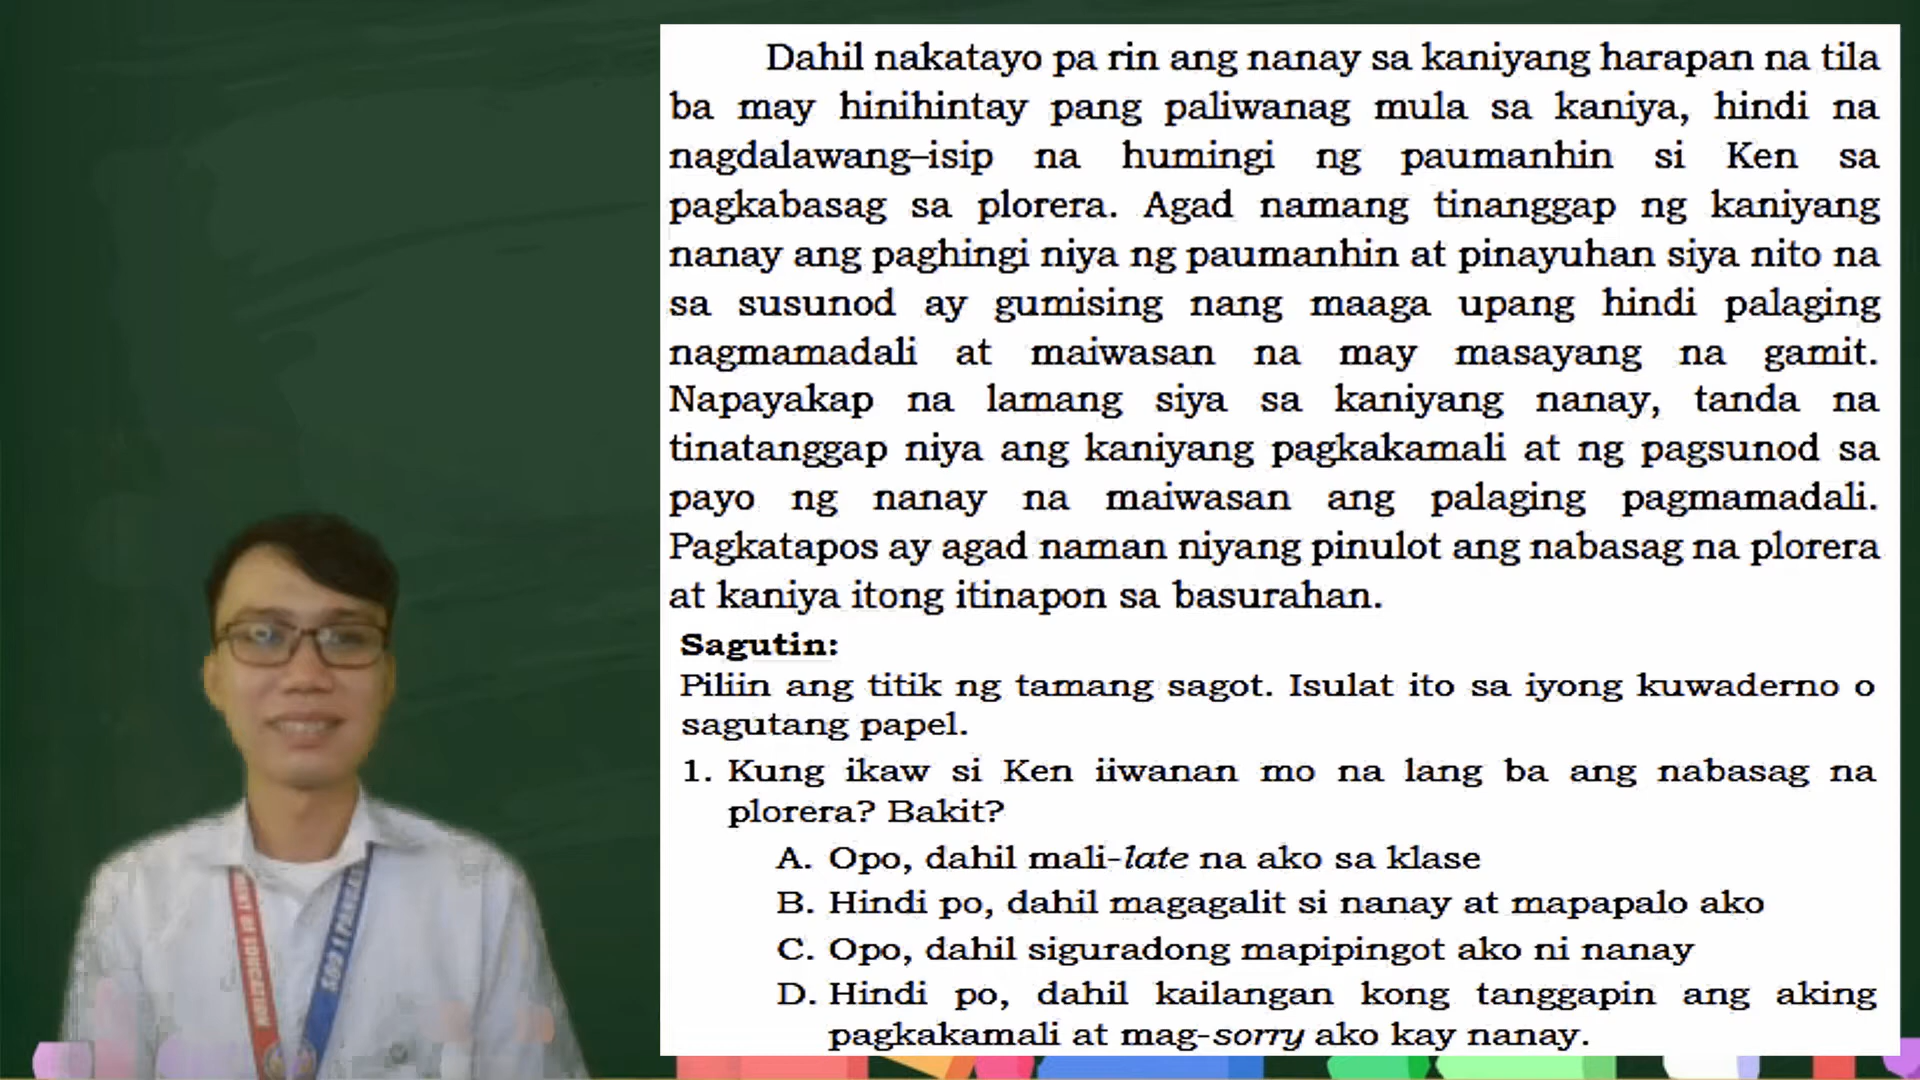 Dahil nakatayo pa rin ang nanay sa kaniyang harapan na tila
ba may hinihintay pang paliwanag mula sa kaniya, hindi na
nagdalawang–isip na humingi ng paumanhin si Ken sa
pagkabasag sa plorera. Agad namang tinanggap ng kaniyang
nanay ang paghingi niya ng paumanhin at pinayuhan siya nito na
sa susunod ay gumising nang maaga upang hindi palaging
nagmamadali at maiwasan na may masayang na gamit.
Napayakap na lamang siya sa kaniyang nanay, tanda na
tinatanggap niya ang kaniyang pagkakamali at ng pagsunod sa
payo ng nanay na maiwasan ang palaging pagmamadali.
Pagkatapos ay agad naman niyang pinulot ang nabasag na plorera
at kaniya itong itinapon sa basurahan.
Sagutin:
Piliin ang titik ng tamang sagot. Isulat ito sa iyong kuwaderno o
sagutang papel.
1. Kung ikaw si Ken iiwanan mo na lang ba ang nabasag na
plorera? Bakit?
A. Opo, dahil mali-late na ako sa klase
B. Hindi po, dahil magagalit si nanay at mapapalo ako
C. Opo, dahil siguradong mapipingot ako ni nanay
D. Hindi po, dahil kailangan kong tanggapin ang aking
pagkakamali at mag-sorry ako kay nanay.